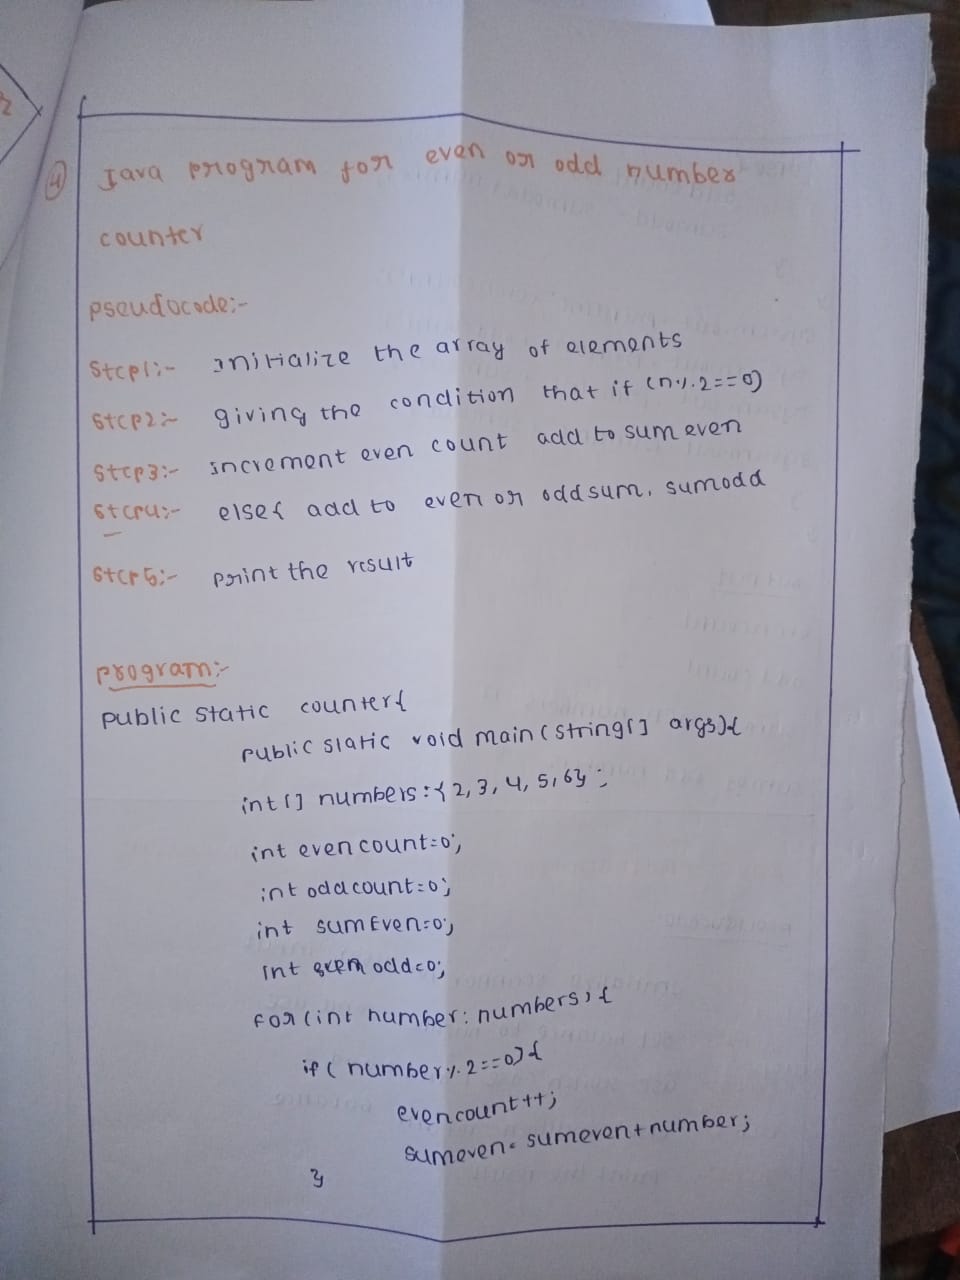 4) Java program for even or odd number
counter
pseudocode:-
Step1:- initialize the array of elements
Step2:- giving the condition that if (n%2==0)
Step3:- increment even count add to sum even
Step4:- else{ add to even or odd sum, sumodd
Step5:- print the result
program:-
public static counter{
public static void main (string[] args){
int[] numbers:{2,3,4,5,6};
int even count=0;
int odd count=0;
int sumEven=0;
int odd=0;
for (int number: numbers) {
if ( number%2==0){
evencount++;
sumeven=sumeven+number;
}